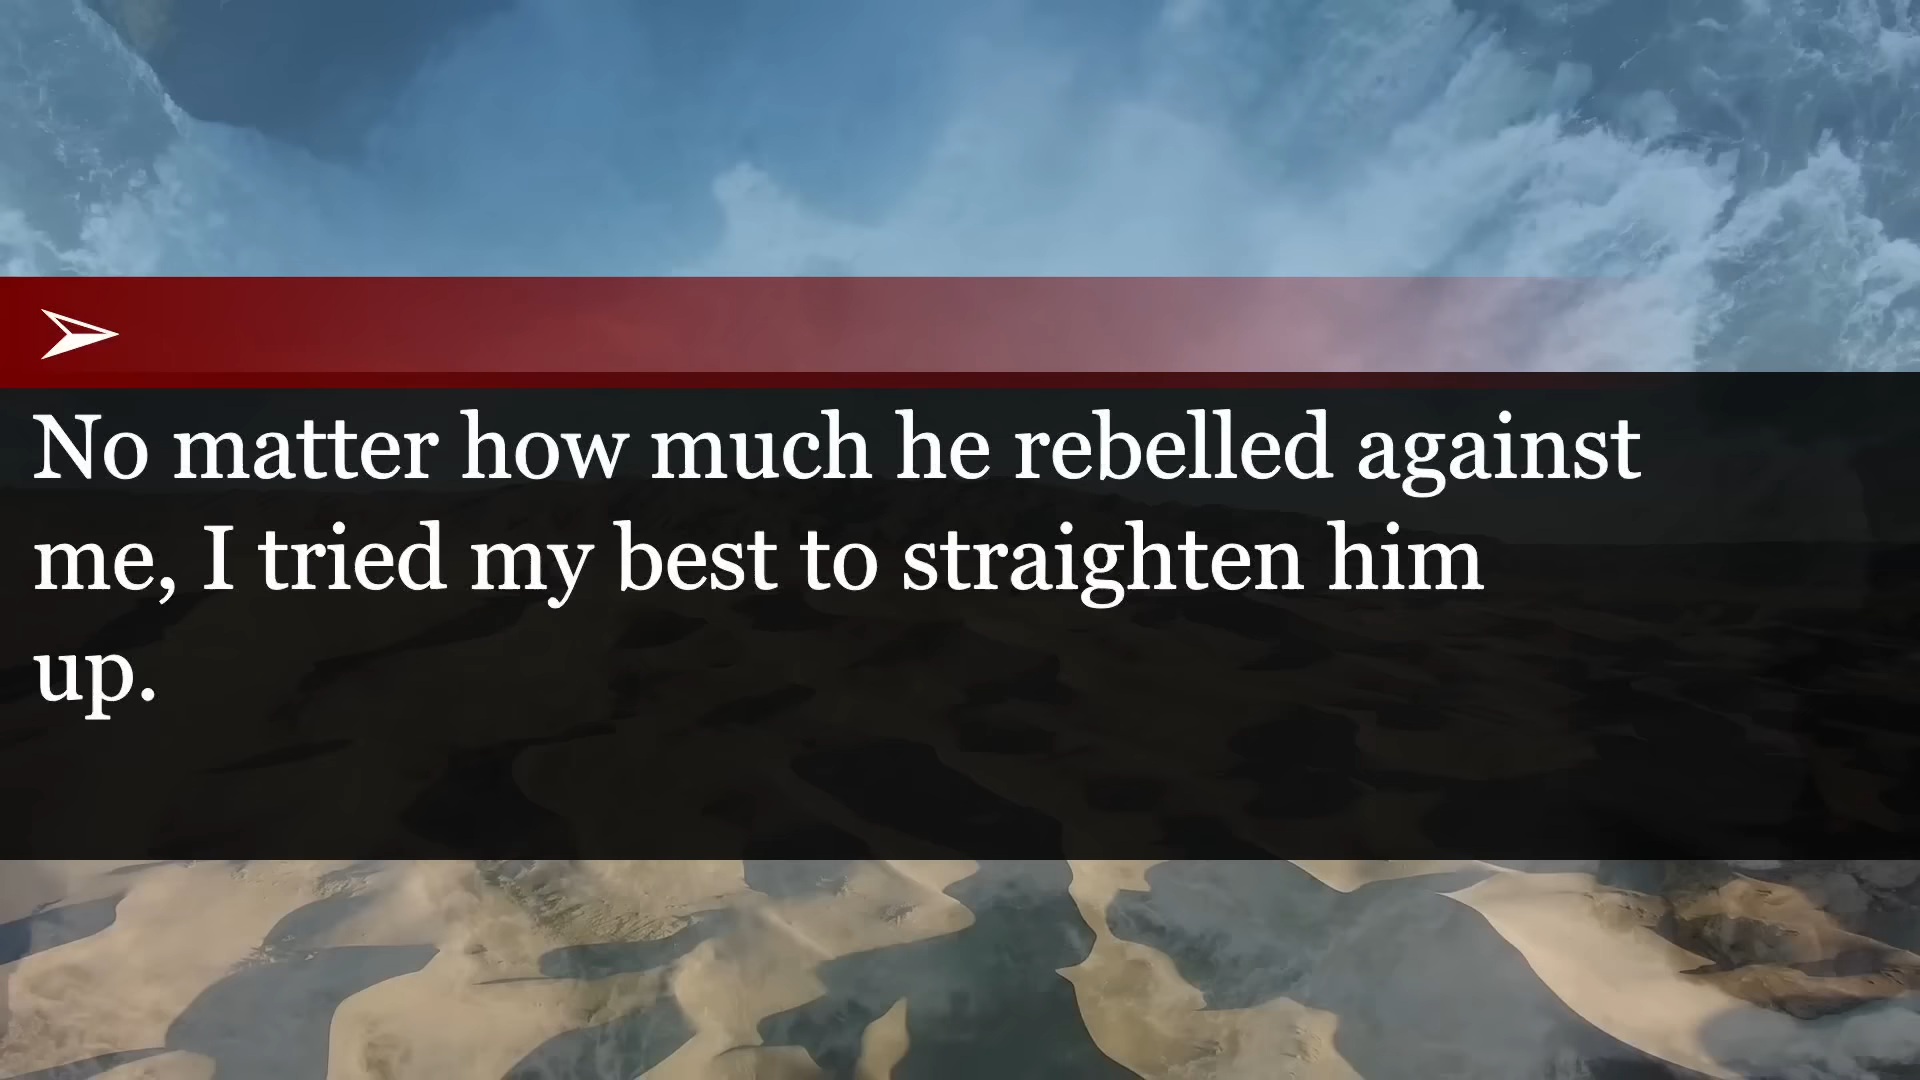 No matter how much he rebelled against
me, I tried my best to straighten him
up.